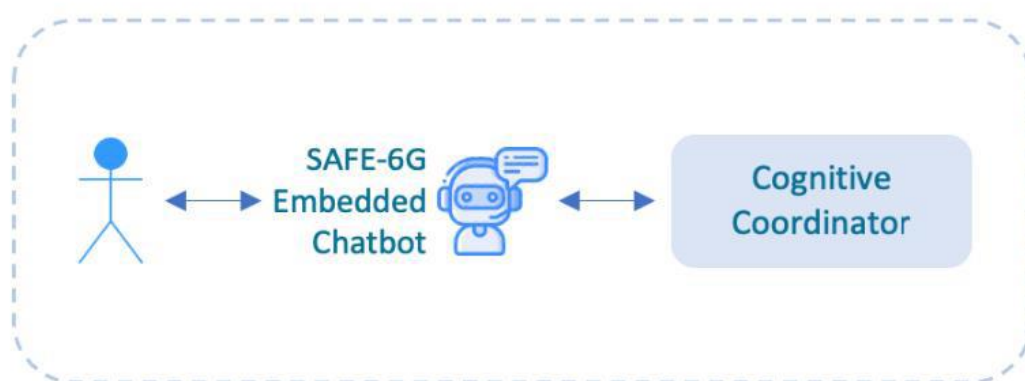 SAFE-6G
Embedded
Chatbot
Cognitive
Coordinator